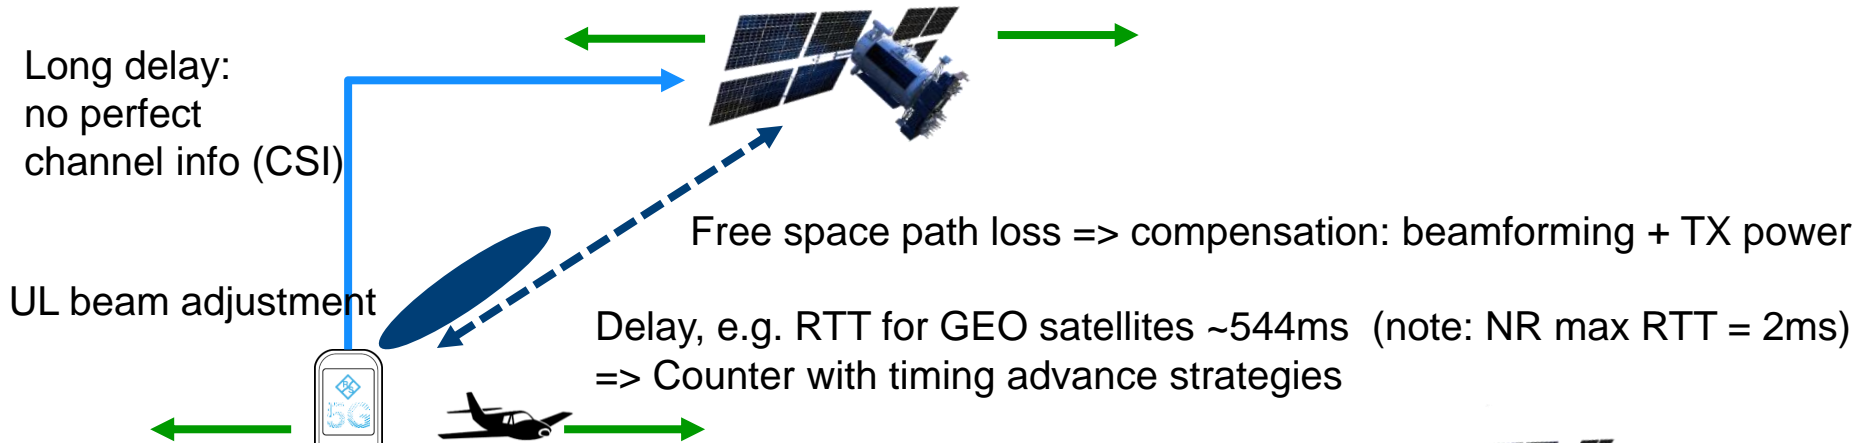 Long delay:
no perfect
channel info (CSI)
Free space path loss => compensation: beamforming + TX power
UL beam adjustment
Delay, e.g. RTT for GEO satellites ~544ms (note: NR max RTT = 2ms)
=> Counter with timing advance strategies
5G